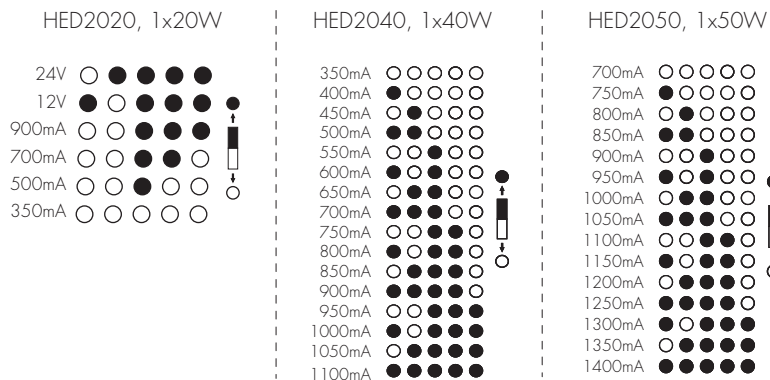 HED2020, 1x20W
24V
12V
900mA
700mA
500mA
350mA
HED2040, 1x40W
350mA
400mA
450mA
500mA
550mA
600mA
650mA
700mA
750mA
800mA
850mA
900mA
950mA
1000mA
1050mA
1100mA
HED2050, 1x50W
700mA
750mA
800mA
850mA
900mA
950mA
1000mA
1050mA
1100mA
1150mA
1200mA
1250mA
1300mA
1350mA
1400mA